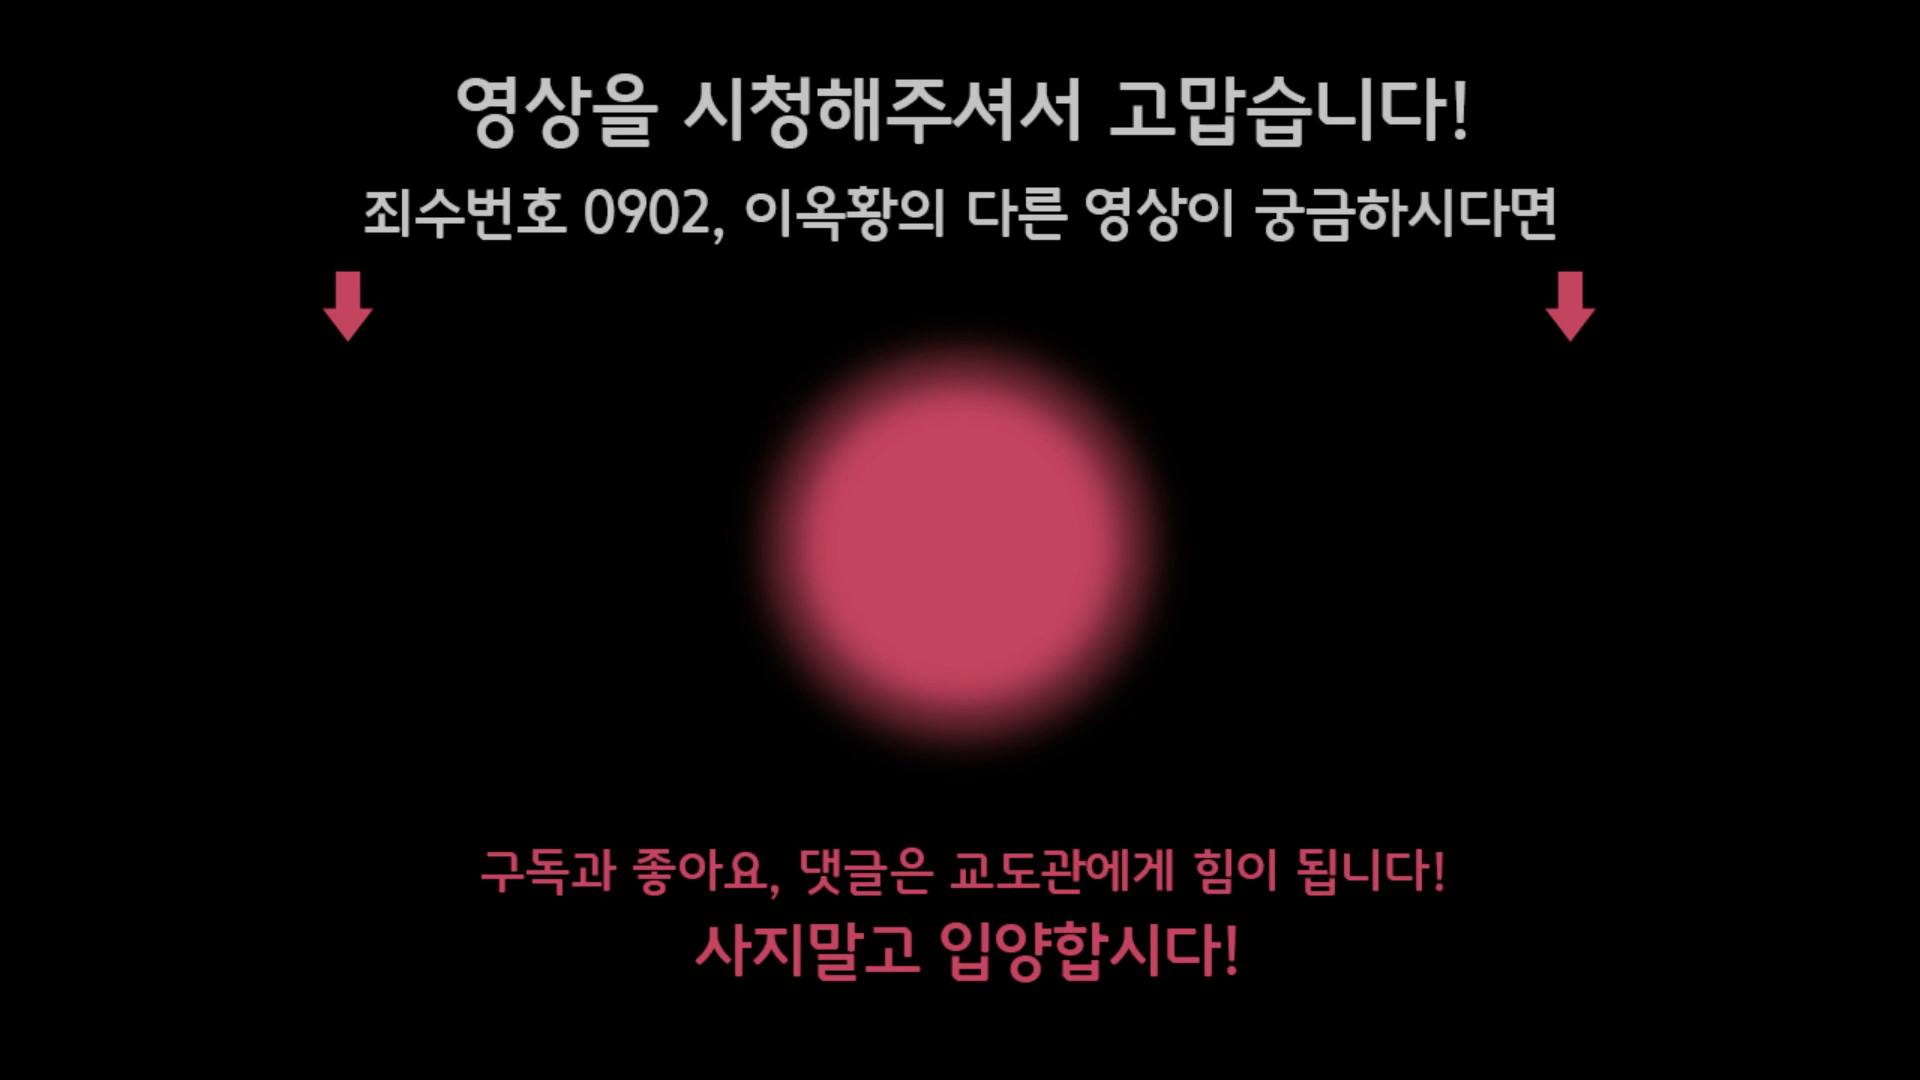 영상을 시청해주셔서 고맙습니다!
죄수번호 0902, 이옥황의 다른 영상이 궁금하시다면
구독과 좋아요, 댓글은 교도관에게 힘이 됩니다!
사지말고 입양합시다!